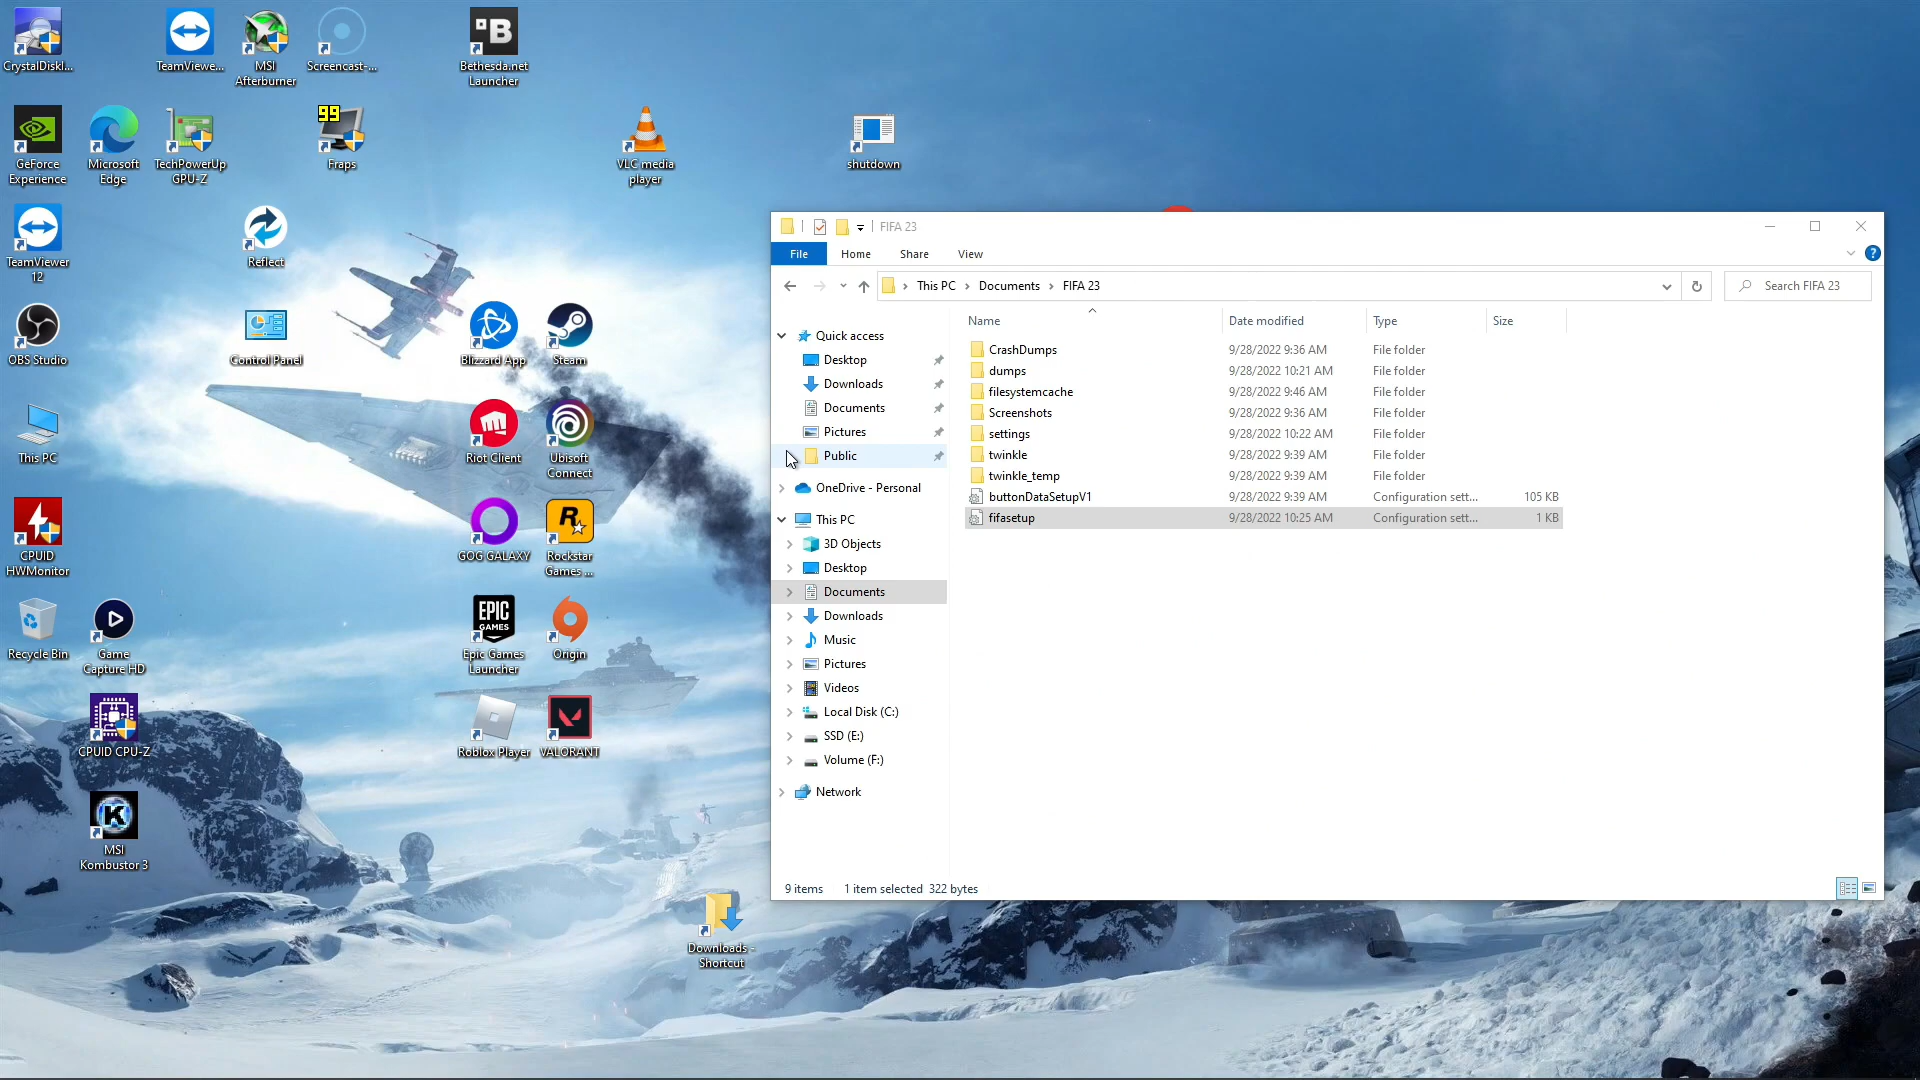 CrystalDiskI...
TeamViewe...
MSI
Afterburner
Screencast-...
Bethesda.net
Launcher
GeForce
Experience
Microsoft
Edge
TechPowerUp
GPU-Z
99
Fraps
VLC media
player
shutdown
TeamViewer
12
Reflect
OBS Studio
Control Panel
Blizzard App
Steam
This PC
Riot Client
Ubisoft
Connect
CPUID
HWMonitor
GOG GALAXY
Rockstar
Games ...
Recycle Bin
Game
Capture HD
EPIC
GAMES
Epic Games
Launcher
Origin
CPUID CPU-Z
Roblox Player
VALORANT
MSI
Kombustor 3
Downloads -
Shortcut
FIFA 23
File Home Share View
This PC Documents FIFA 23
Search FIFA 23
Quick access
Desktop
Downloads
Documents
Pictures
Public
OneDrive - Personal
This PC
3D Objects
Desktop
Documents
Downloads
Music
Pictures
Videos
Local Disk (C:)
SSD (E:)
Volume (F:)
Network
Name Date modified Type Size
CrashDumps 9/28/2022 9:36 AM File folder
dumps 9/28/2022 10:21 AM File folder
filesystemcache 9/28/2022 9:46 AM File folder
Screenshots 9/28/2022 9:36 AM File folder
settings 9/28/2022 10:22 AM File folder
twinkle 9/28/2022 9:39 AM File folder
twinkle_temp 9/28/2022 9:39 AM File folder
buttonDataSetupV1 9/28/2022 9:39 AM Configuration sett... 105 KB
fifasetup 9/28/2022 10:25 AM Configuration sett... 1 KB
9 items 1 item selected 322 bytes